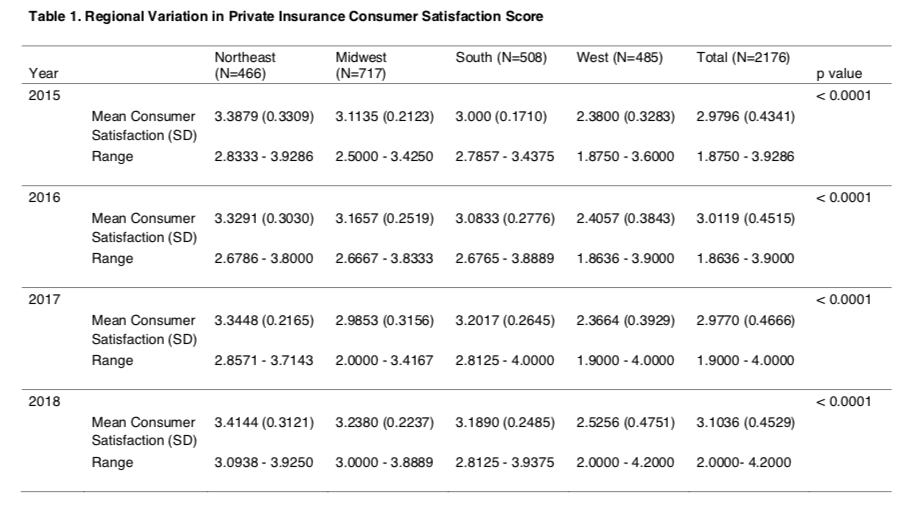 Table 1. Regional Variation in Private Insurance Consumer Satisfaction Score
Year Northeast (N=466) Midwest (N=717) South (N=508) West (N=485) Total (N=2176) p value
2015 < 0.0001
Mean Consumer Satisfaction (SD) 3.3879 (0.3309) 3.1135 (0.2123) 3.000 (0.1710) 2.3800 (0.3283) 2.9796 (0.4341)
Range 2.8333 - 3.9286 2.5000 - 3.4250 2.7857 - 3.4375 1.8750 - 3.6000 1.8750 - 3.9286
2016 < 0.0001
Mean Consumer Satisfaction (SD) 3.3291 (0.3030) 3.1657 (0.2519) 3.0833 (0.2776) 2.4057 (0.3843) 3.0119 (0.4515)
Range 2.6786 - 3.8000 2.6667 - 3.8333 2.6765 - 3.8889 1.8636 - 3.9000 1.8636 - 3.9000
2017 < 0.0001
Mean Consumer Satisfaction (SD) 3.3448 (0.2165) 2.9853 (0.3156) 3.2017 (0.2645) 2.3664 (0.3929) 2.9770 (0.4666)
Range 2.8571 - 3.7143 2.0000 - 3.4167 2.8125 - 4.0000 1.9000 - 4.0000 1.9000 - 4.0000
2018 < 0.0001
Mean Consumer Satisfaction (SD) 3.4144 (0.3121) 3.2380 (0.2237) 3.1890 (0.2485) 2.5256 (0.4751) 3.1036 (0.4529)
Range 3.0938 - 3.9250 3.0000 - 3.8889 2.8125 - 3.9375 2.0000 - 4.2000 2.0000- 4.2000